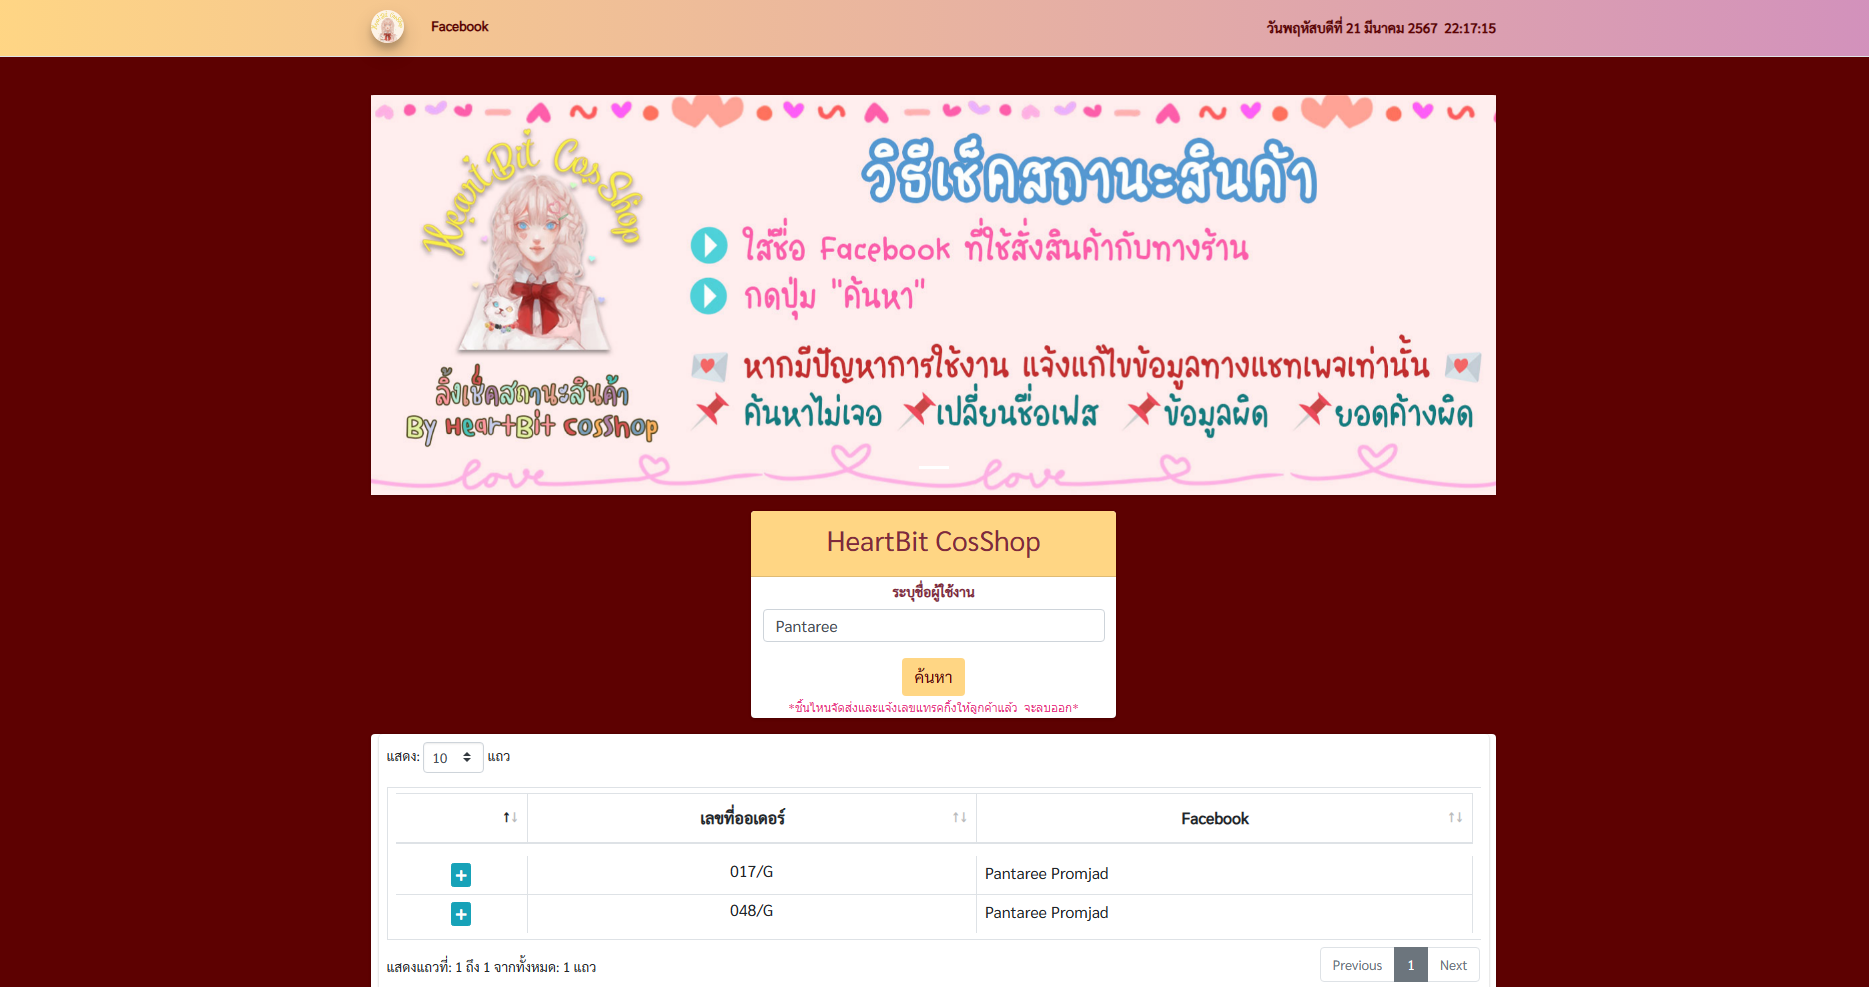 Facebook
วันพฤหัสบดีที่ 21 มีนาคม 2567 22:17:15
HeartBit CosShop
วิธีเช็คสถานะสินค้า
ใส่ชื่อ Facebook ที่ใช้สั่งสินค้ากับทางร้าน
กดปุ่ม "ค้นหา"
หากมีปัญหาการใช้งาน แจ้งแก้ไขข้อมูลทางแชทเพจเท่านั้น
ค้นหาไม่เจอ เปลี่ยนชื่อเฟส ข้อมูลผิด ยอดค้างผิด
ลิ้งเช็คสถานะสินค้า
By HeartBit CosShop
love love
HeartBit CosShop
ระบุชื่อผู้ใช้งาน
Pantaree
ค้นหา
*ชิ้นไหนจัดส่งและแจ้งเลขแทรคกิ้งให้ลูกค้าแล้ว จะลบออก*
แสดง: 10 แถว
เลขที่ออเดอร์ Facebook
017/G Pantaree Promjad
048/G Pantaree Promjad
แสดงแถวที่: 1 ถึง 1 จากทั้งหมด: 1 แถว
Previous 1 Next